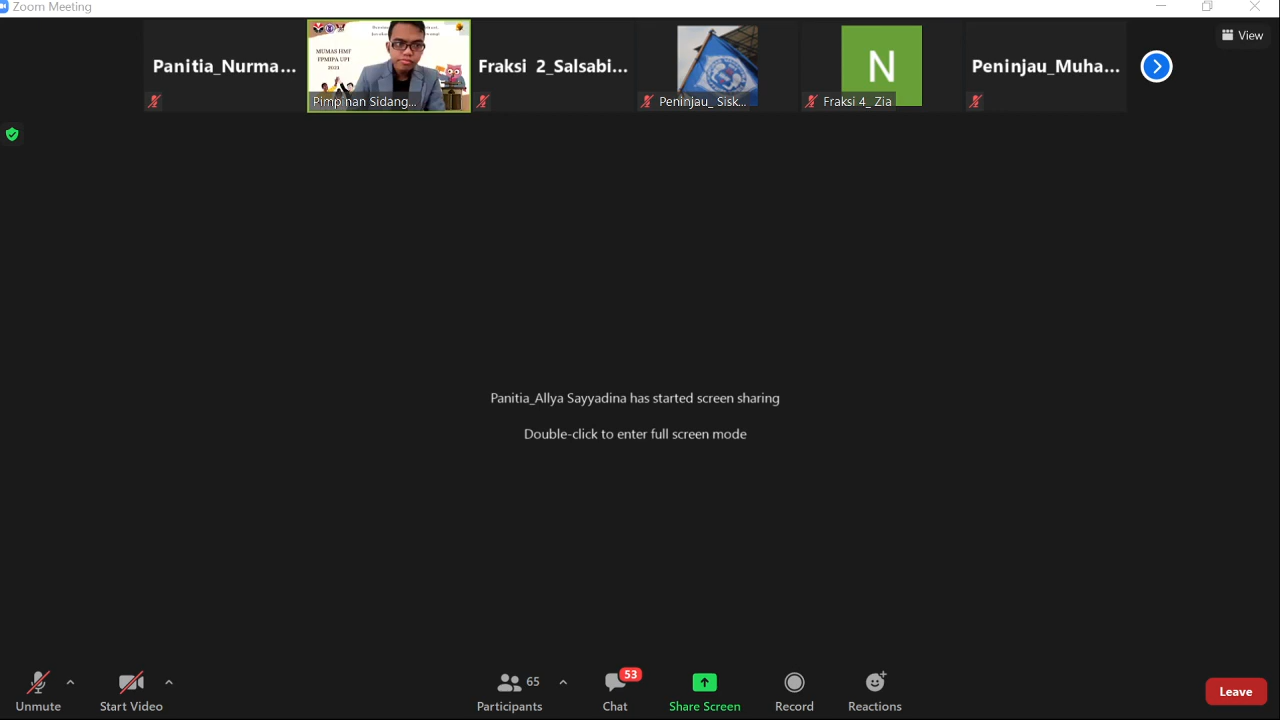 Zoom Meeting
View
Panitia_Nurma...
MUMAS HMT
FPMIPA UPI
2021
Pimpinan Sidang...
Fraksi 2_Salsabi...
Peninjau_ Sisk...
N
Fraksi 4_ Zia
Peninjau_Muha...
Panitia_Allya Sayyadina has started screen sharing
Double-click to enter full screen mode
Unmute
Start Video
65
Participants
53
Chat
Share Screen
Record
Reactions
Leave